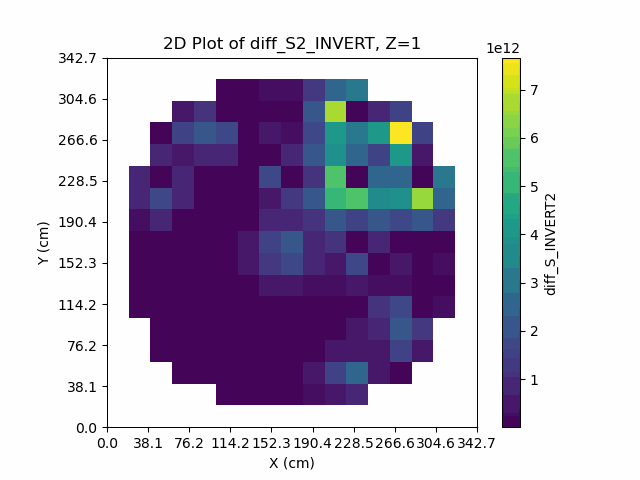 2D Plot of diff_S2_INVERT, Z=1
1e12
342.7
304.6
266.6
228.5
190.4
152.3
114.2
76.2
38.1
0.0
Y (cm)
0.0 38.1 76.2 114.2 152.3 190.4 228.5 266.6 304.6 342.7
X (cm)
7
6
5
4
3
2
1
diff_S_INVERT2